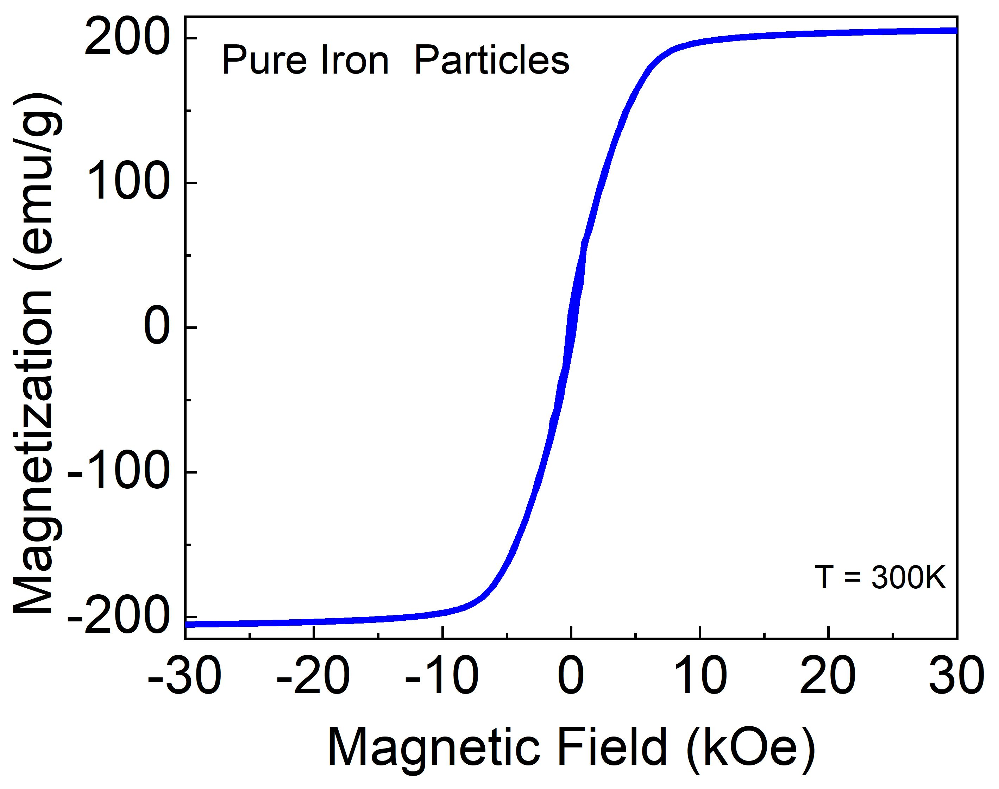 200
Pure Iron  Particles
100
0
-100
-200
Magnetization (emu/g)
T = 300K
-30 -20 -10 0 10 20 30
Magnetic Field (kOe)